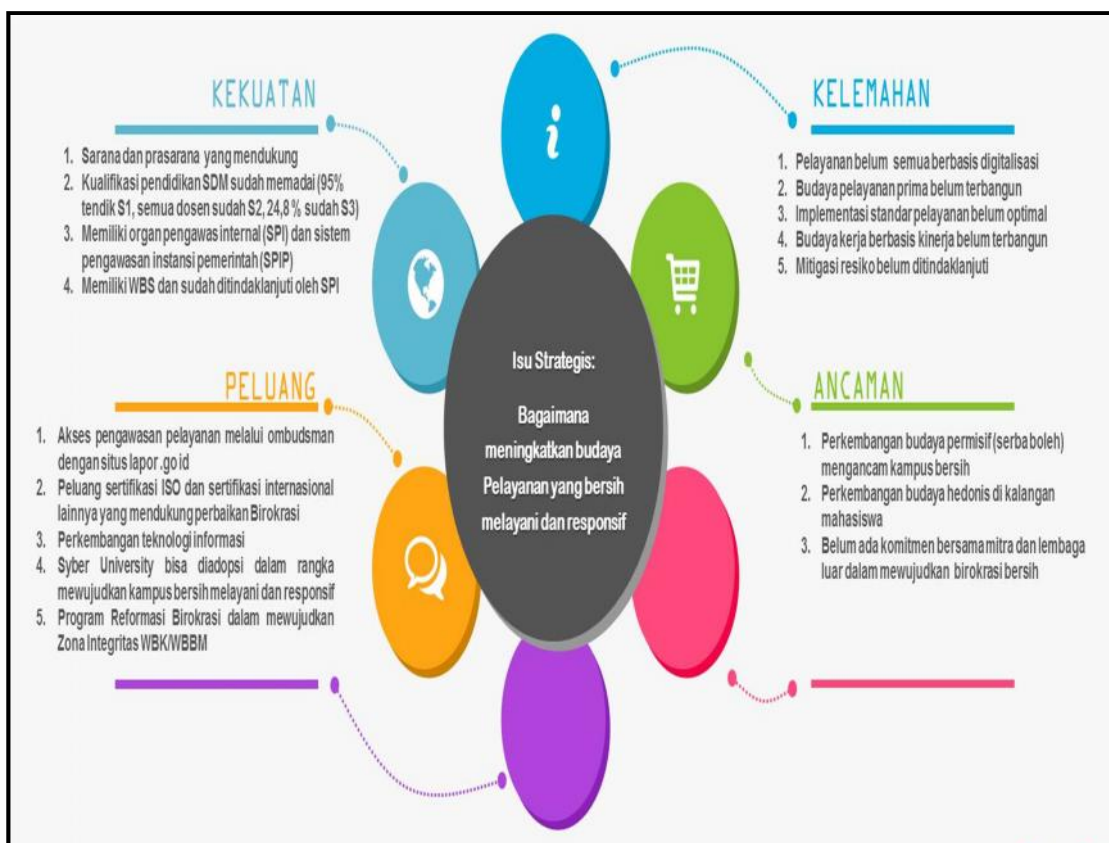 KEKUATAN
1. Sarana dan prasarana yang mendukung
2. Kualifikasi pendidikan SDM sudah memadai (95%
tendik S1, semua dosen sudah S2, 24,8 % sudah S3)
3. Memiliki organ pengawas internal (SPI) dan sistem
pengawasan instansi pemerintah (SPIP)
4. Memiliki WBS dan sudah ditindaklanjuti oleh SPI
KELEMAHAN
1. Pelayanan belum semua berbasis digitalisasi
2. Budaya pelayanan prima belum terbangun
3. Implementasi standar pelayanan belum optimal
4. Budaya kerja berbasis kinerja belum terbangun
5. Mitigasi resiko belum ditindaklanjuti
Isu Strategis:
Bagaimana
meningkatkan budaya
Pelayanan yang bersih
melayani dan responsif
PELUANG
1. Akses pengawasan pelayanan melalui ombudsman
dengan situs lapor .go id
2. Peluang sertifikasi ISO dan sertifikasi internasional
lainnya yang mendukung perbaikan Birokrasi
3. Perkembangan teknologi informasi
4. Syber University bisa diadopsi dalam rangka
mewujudkan kampus bersih melayani dan responsif
5. Program Reformasi Birokrasi dalam mewujudkan
Zona Integritas WBK/WBBM
ANCAMAN
1. Perkembangan budaya permisif (serba boleh)
mengancam kampus bersih
2. Perkembangan budaya hedonis di kalangan
mahasiswa
3. Belum ada komitmen bersama mitra dan lembaga
luar dalam mewujudkan birokrasi bersih